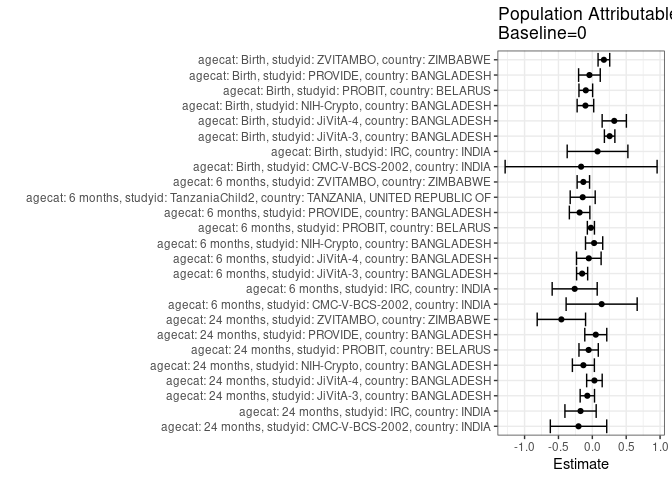 Population Attributable
Baseline=0
agecat: Birth, studyid: ZVITAMBO, country: ZIMBABWE
agecat: Birth, studyid: PROVIDE, country: BANGLADESH
agecat: Birth, studyid: PROBIT, country: BELARUS
agecat: Birth, studyid: NIH-Crypto, country: BANGLADESH
agecat: Birth, studyid: JiVitA-4, country: BANGLADESH
agecat: Birth, studyid: JiVitA-3, country: BANGLADESH
agecat: Birth, studyid: IRC, country: INDIA
agecat: Birth, studyid: CMC-V-BCS-2002, country: INDIA
agecat: 6 months, studyid: ZVITAMBO, country: ZIMBABWE
agecat: 6 months, studyid: TanzaniaChild2, country: TANZANIA, UNITED REPUBLIC OF
agecat: 6 months, studyid: PROVIDE, country: BANGLADESH
agecat: 6 months, studyid: PROBIT, country: BELARUS
agecat: 6 months, studyid: NIH-Crypto, country: BANGLADESH
agecat: 6 months, studyid: JiVitA-4, country: BANGLADESH
agecat: 6 months, studyid: JiVitA-3, country: BANGLADESH
agecat: 6 months, studyid: IRC, country: INDIA
agecat: 6 months, studyid: CMC-V-BCS-2002, country: INDIA
agecat: 24 months, studyid: ZVITAMBO, country: ZIMBABWE
agecat: 24 months, studyid: PROVIDE, country: BANGLADESH
agecat: 24 months, studyid: PROBIT, country: BELARUS
agecat: 24 months, studyid: NIH-Crypto, country: BANGLADESH
agecat: 24 months, studyid: JiVitA-4, country: BANGLADESH
agecat: 24 months, studyid: JiVitA-3, country: BANGLADESH
agecat: 24 months, studyid: IRC, country: INDIA
agecat: 24 months, studyid: CMC-V-BCS-2002, country: INDIA
-1.0 -0.5 0.0 0.5 1.0
Estimate